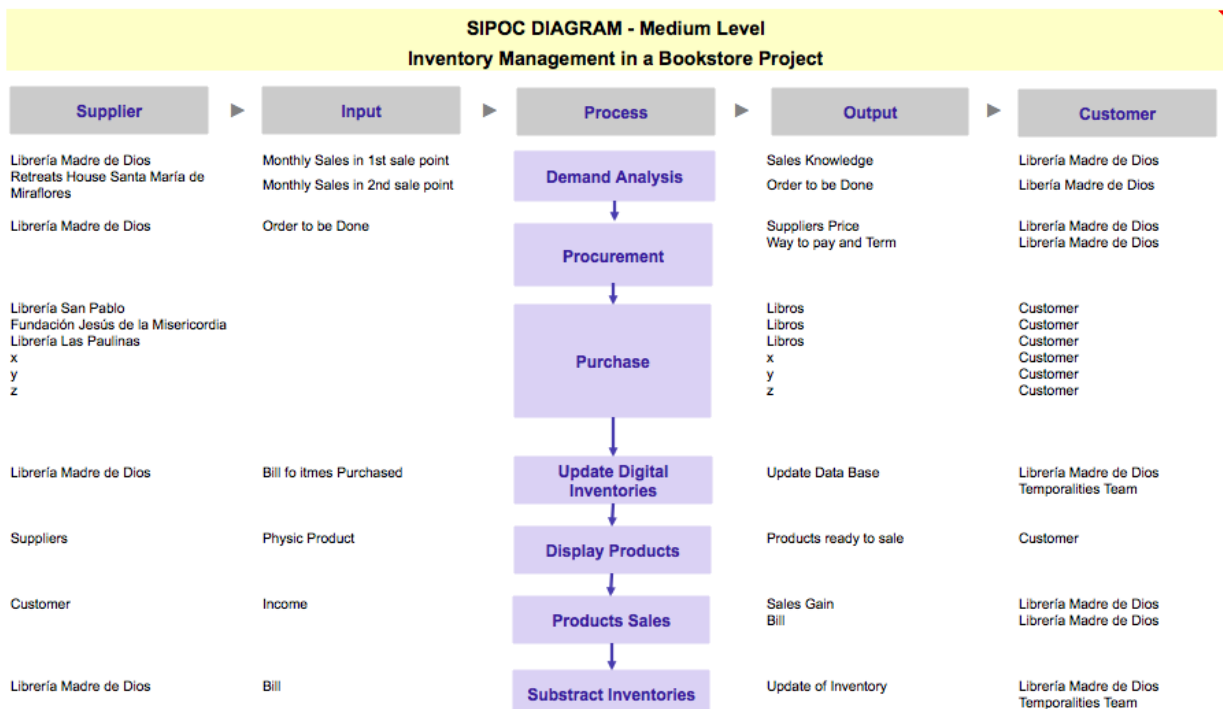 SIPOC DIAGRAM - Medium Level
Inventory Management in a Bookstore Project
Supplier
Input
Process
Output
Customer
Librería Madre de Dios
Retreats House Santa María de
Miraflores
Monthly Sales in 1st sale point
Monthly Sales in 2nd sale point
Demand Analysis
Sales Knowledge
Order to be Done
Librería Madre de Dios
Libería Madre de Dios
Librería Madre de Dios
Order to be Done
Procurement
Suppliers Price
Way to pay and Term
Librería Madre de Dios
Librería Madre de Dios
Librería San Pablo
Fundación Jesús de la Misericordia
Librería Las Paulinas
x
y
z
Purchase
Libros
Libros
Libros
x
y
z
Customer
Customer
Customer
Customer
Customer
Customer
Librería Madre de Dios
Bill fo itmes Purchased
Update Digital
Inventories
Update Data Base
Librería Madre de Dios
Temporalities Team
Suppliers
Physic Product
Display Products
Products ready to sale
Customer
Customer
Income
Products Sales
Sales Gain
Bill
Librería Madre de Dios
Librería Madre de Dios
Librería Madre de Dios
Bill
Substract Inventories
Update of Inventory
Librería Madre de Dios
Temporalities Team